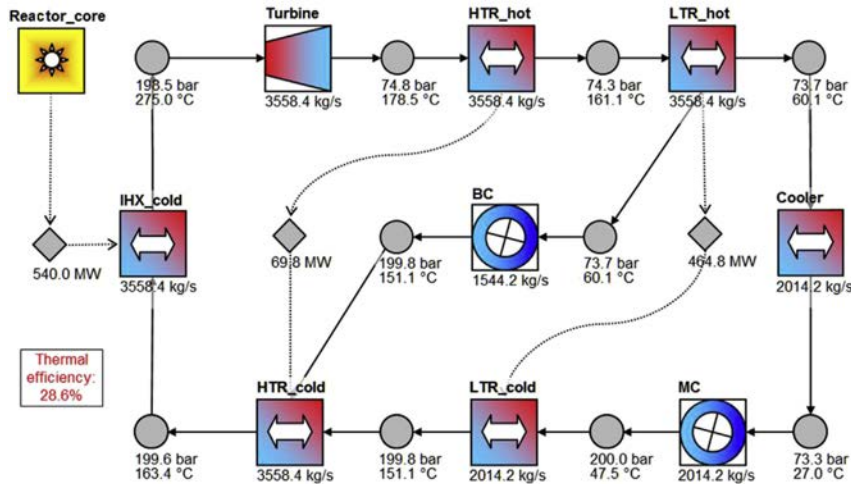 Reactor_core
Turbine
HTR_hot
LTR_hot
198.5 bar
275.0 °C
3558.4 kg/s
74.8 bar
178.5 °C
3558.4 kg/s
74.3 bar
161.1 °C
3558.4 kg/s
73.7 bar
60.1 °C
IHX_cold
BC
Cooler
540.0 MW
3558.4 kg/s
69.8 MW
199.8 bar
151.1 °C
1544.2 kg/s
73.7 bar
60.1 °C
464.8 MW
2014.2 kg/s
Thermal
efficiency:
28.6%
HTR_cold
LTR_cold
MC
199.6 bar
163.4 °C
3558.4 kg/s
199.8 bar
151.1 °C
2014.2 kg/s
200.0 bar
47.5 °C
2014.2 kg/s
73.3 bar
27.0 °C